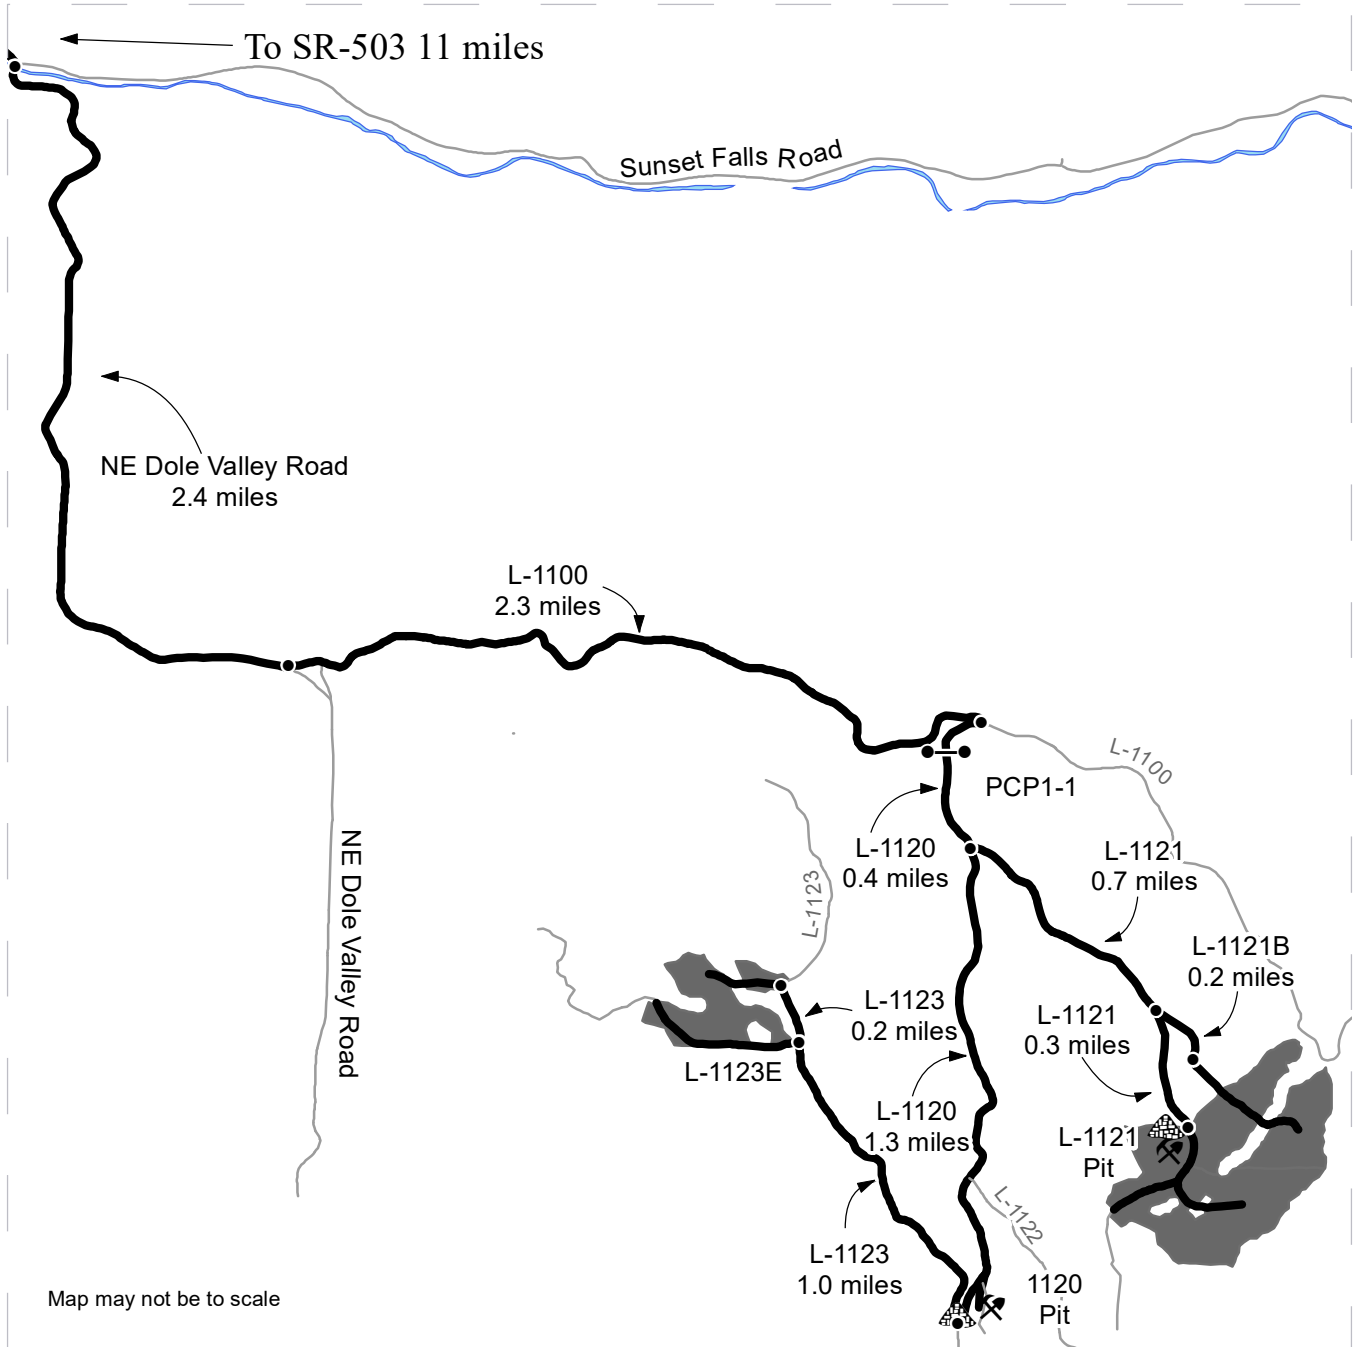 To SR-503 11 miles
Sunset Falls Road
NE Dole Valley Road
2.4 miles
L-1100
2.3 miles
L-1100
PCP1-1
L-1120
0.4 miles
L-1121
0.7 miles
NE Dole Valley Road
L-1123
L-1121B
0.2 miles
L-1123
0.2 miles
L-1121
0.3 miles
L-1123E
L-1120
1.3 miles
L-1121
Pit
L-1122
L-1123
1.0 miles
1120
Pit
Map may not be to scale